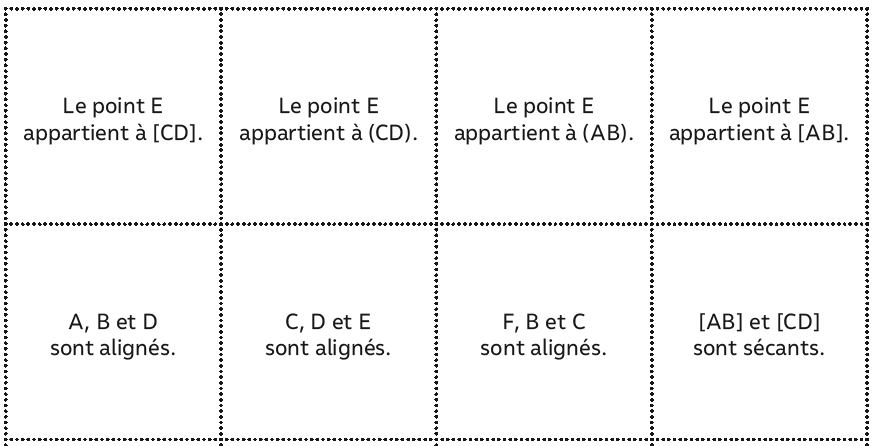 Le point E
appartient à [CD].
Le point E
appartient à (CD).
Le point E
appartient à (AB).
Le point E
appartient à [AB].
A, B et D
sont alignés.
C, D et E
sont alignés.
F, B et C
sont alignés.
[AB] et [CD]
sont sécants.